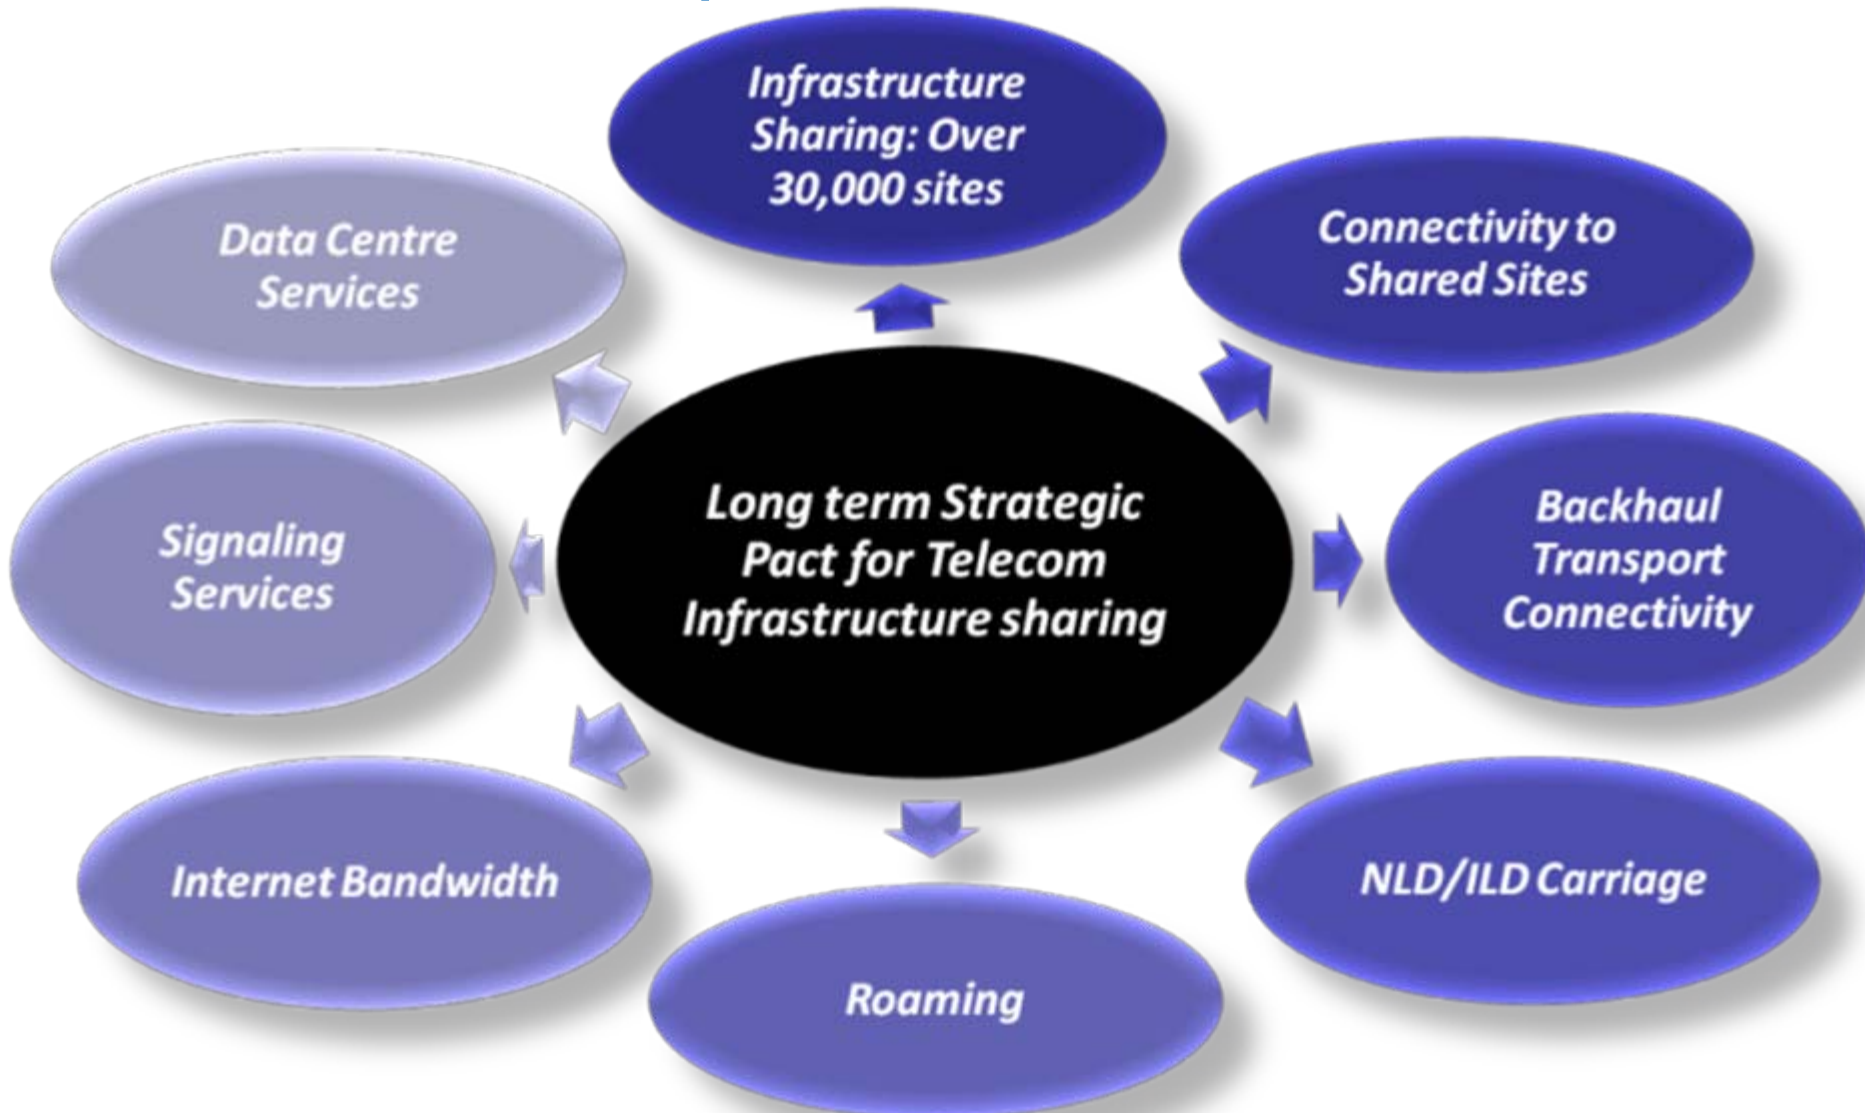 Infrastructure
Sharing: Over
30,000 sites
Connectivity to
Shared Sites
Backhaul
Transport
Connectivity
NLD/ILD Carriage
Roaming
Internet Bandwidth
Signaling
Services
Data Centre
Services
Long term Strategic
Pact for Telecom
Infrastructure sharing